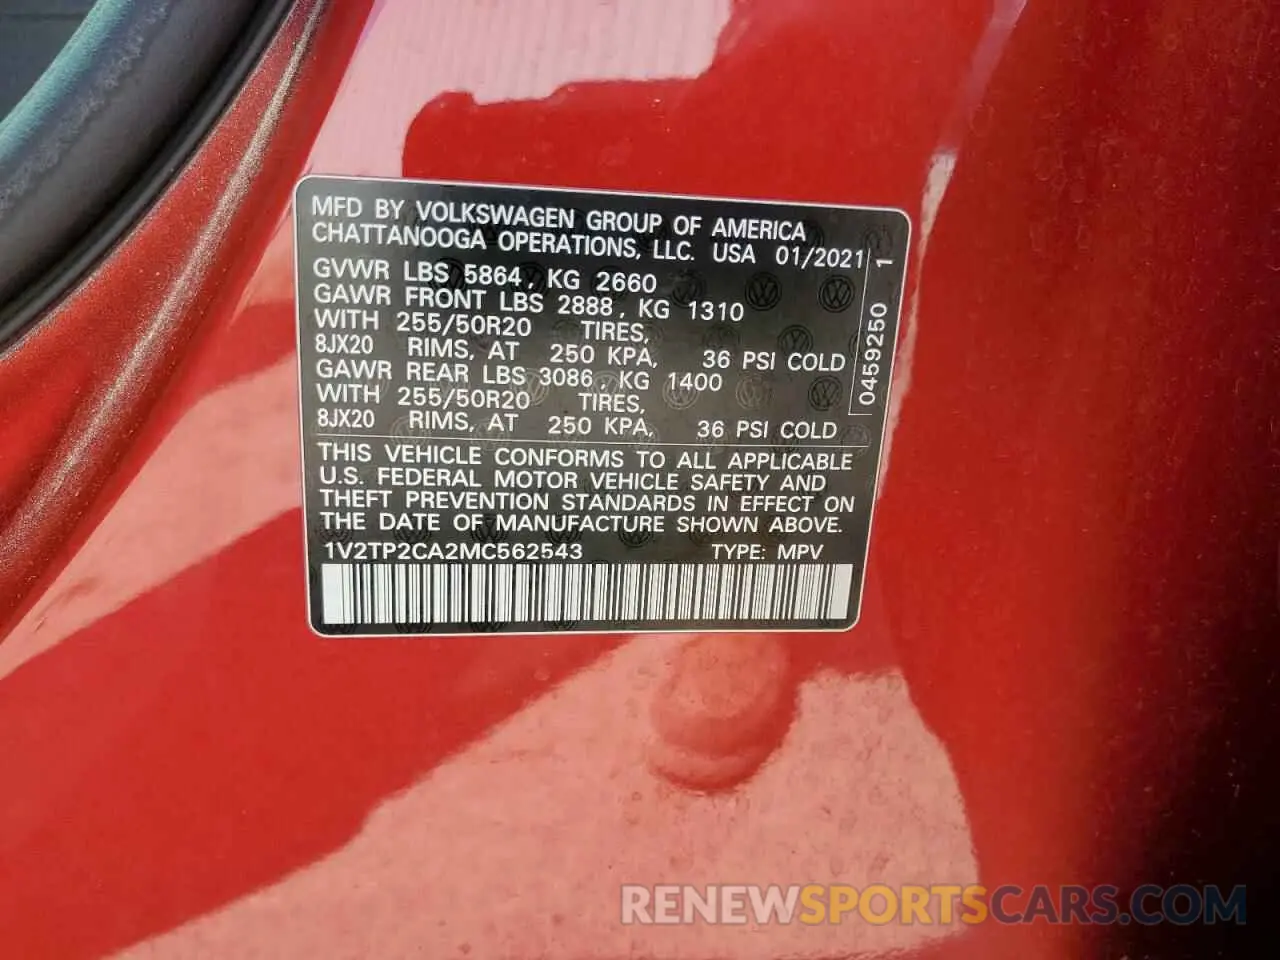 MFD BY VOLKSWAGEN GROUP OF AMERICA
CHATTANOOGA OPERATIONS, LLC. USA 01/2021
GVWR LBS 5864, KG 2660
GAWR FRONT LBS 2888, KG 1310
WITH 255/50R20 TIRES,
8JX20 RIMS, AT 250 KPA, 36 PSI COLD
GAWR REAR LBS 3086, KG 1400
WITH 255/50R20 TIRES,
8JX20 RIMS, AT 250 KPA, 36 PSI COLD
0459250 1
THIS VEHICLE CONFORMS TO ALL APPLICABLE
U.S. FEDERAL MOTOR VEHICLE SAFETY AND
THEFT PREVENTION STANDARDS IN EFFECT ON
THE DATE OF MANUFACTURE SHOWN ABOVE.
1V2TP2CA2MC562543 TYPE: MPV
RENEWSPORTSCARS.COM